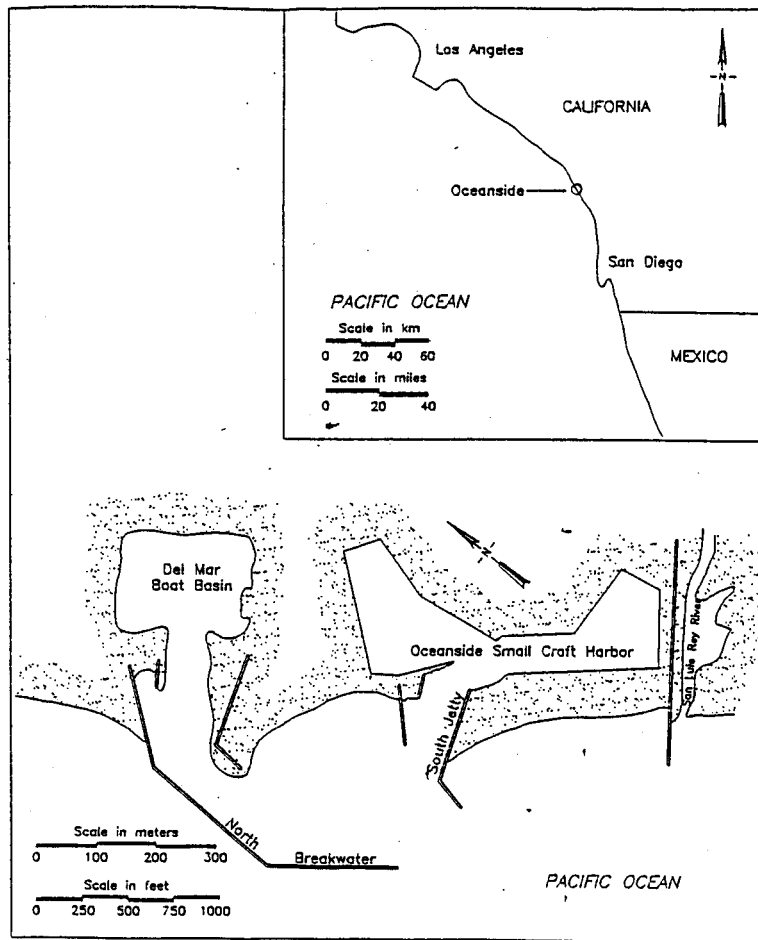 Los Angeles
N
CALIFORNIA
Oceanside
San Diego
PACIFIC OCEAN
Scale in km
0 20 40 60
Scale in miles
0 20 40
MEXICO
Del Mar
Boat Basin
N
Oceanside Small Craft Harbor
San Luis Rey River
South Jetty
North
Breakwater
Scale in meters
0 100 200 300
Scale in feet
0 250 500 750 1000
PACIFIC OCEAN